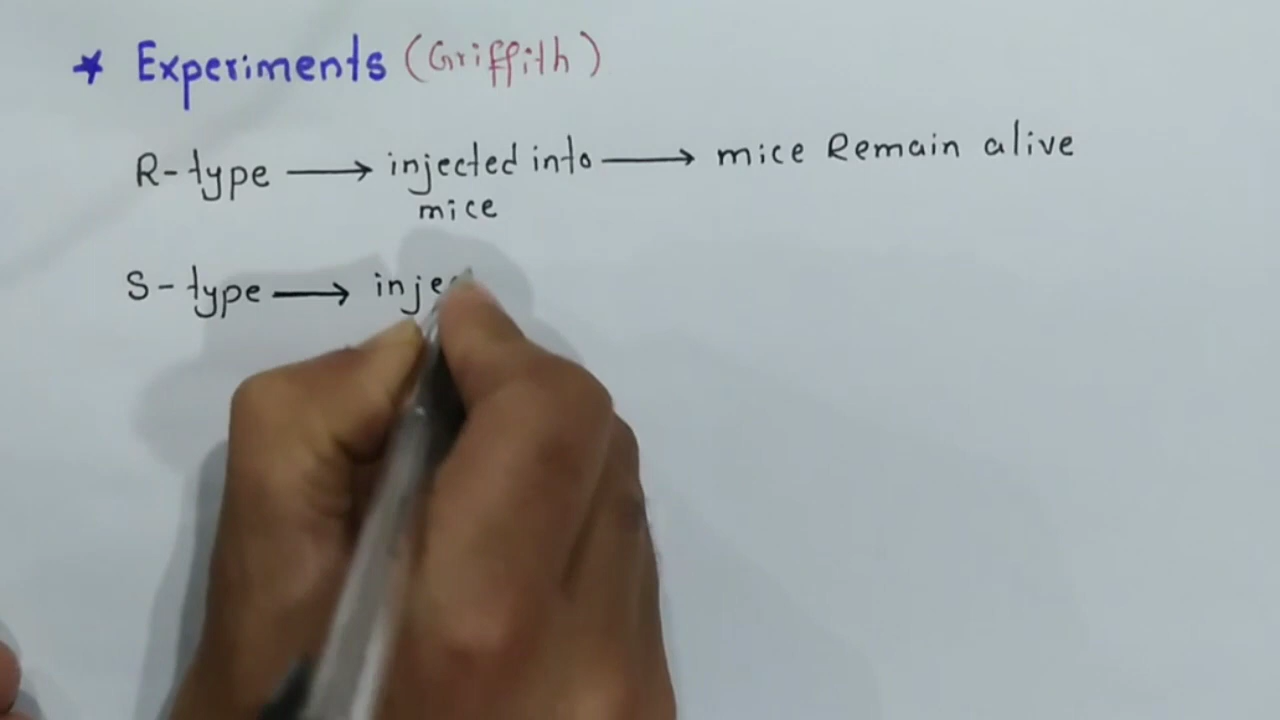 * Experiments (Griffith)
R-type → injected into → mice Remain alive
mice
S-type → inje